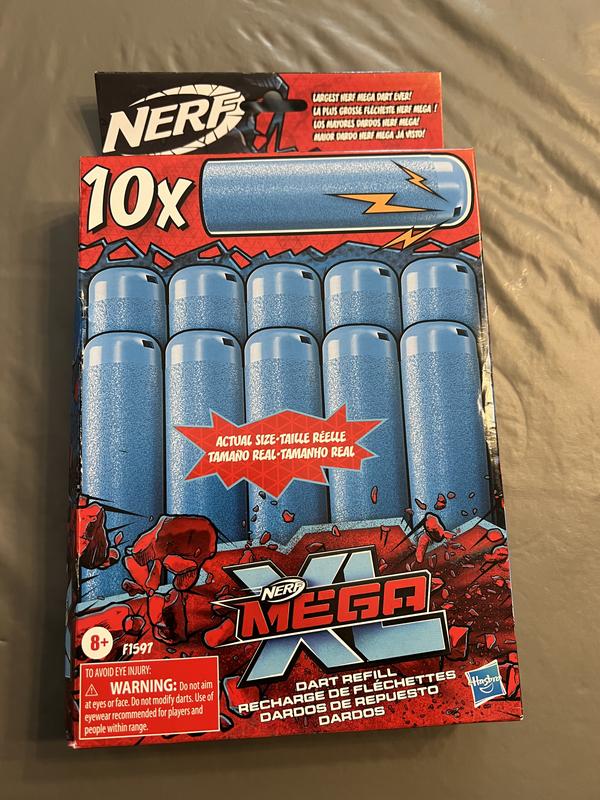 NERF
LARGEST NERF MEGA DART EVER!
LA PLUS GROSSE FLÉCHETTE NERF MEGA !
LOS MAYORES DARDOS NERF MEGA!
MAIOR DARDO NERF MEGA JÁ VISTO!
10x
ACTUAL SIZE•TAILLE RÉELLE
TAMAÑO REAL•TAMANHO REAL
NERF
MEGA
XL
8+ F1597
DART REFILL
RECHARGE DE FLÉCHETTES
DARDOS DE REPUESTO
DARDOS
Hasbro
TO AVOID EYE INJURY:
⚠ WARNING: Do not aim
at eyes or face. Do not modify darts. Use of
eyewear recommended for players and
people within range.